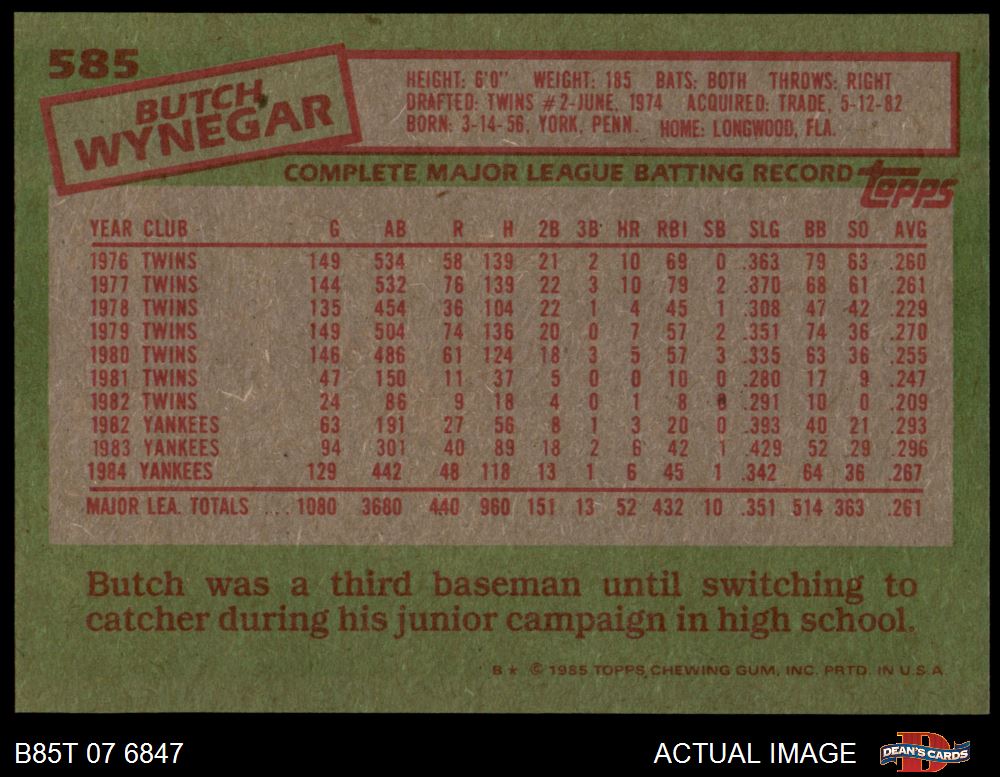 585
BUTCH
WYNEGAR
HEIGHT: 6'0" WEIGHT: 185 BATS: BOTH THROWS: RIGHT
DRAFTED: TWINS #2-JUNE, 1974 ACQUIRED: TRADE, 5-12-82
BORN: 3-14-56, YORK, PENN. HOME: LONGWOOD, FLA.
COMPLETE MAJOR LEAGUE BATTING RECORD topps
YEAR CLUB G AB R H 2B 3B HR RBI SB SLG BB SO AVG
1976 TWINS 149 534 58 139 21 2 10 69 0 .363 79 63 .260
1977 TWINS 144 532 76 139 22 3 10 79 2 .370 68 61 .261
1978 TWINS 135 454 36 104 22 1 4 45 1 .308 47 42 .229
1979 TWINS 149 504 74 136 20 0 7 57 2 .351 74 36 .270
1980 TWINS 146 486 61 124 18 3 5 57 3 .335 63 36 .255
1981 TWINS 47 150 11 37 5 0 0 10 0 .280 17 9 .247
1982 TWINS 24 86 9 18 4 0 1 8 0 .291 10 0 .209
1982 YANKEES 63 191 27 56 8 1 3 20 0 .393 40 21 .293
1983 YANKEES 94 301 40 89 18 2 6 42 1 .429 52 29 .296
1984 YANKEES 129 442 48 118 13 1 6 45 1 .342 64 36 .267
MAJOR LEA. TOTALS ... 1080 3680 440 960 151 13 52 432 10 .351 514 363 .261
Butch was a third baseman until switching to
catcher during his junior campaign in high school.
B★ © 1985 TOPPS CHEWING GUM, INC. PRTD. IN U.S.A.
B85T 07 6847 ACTUAL IMAGE DEAN'S CARDS